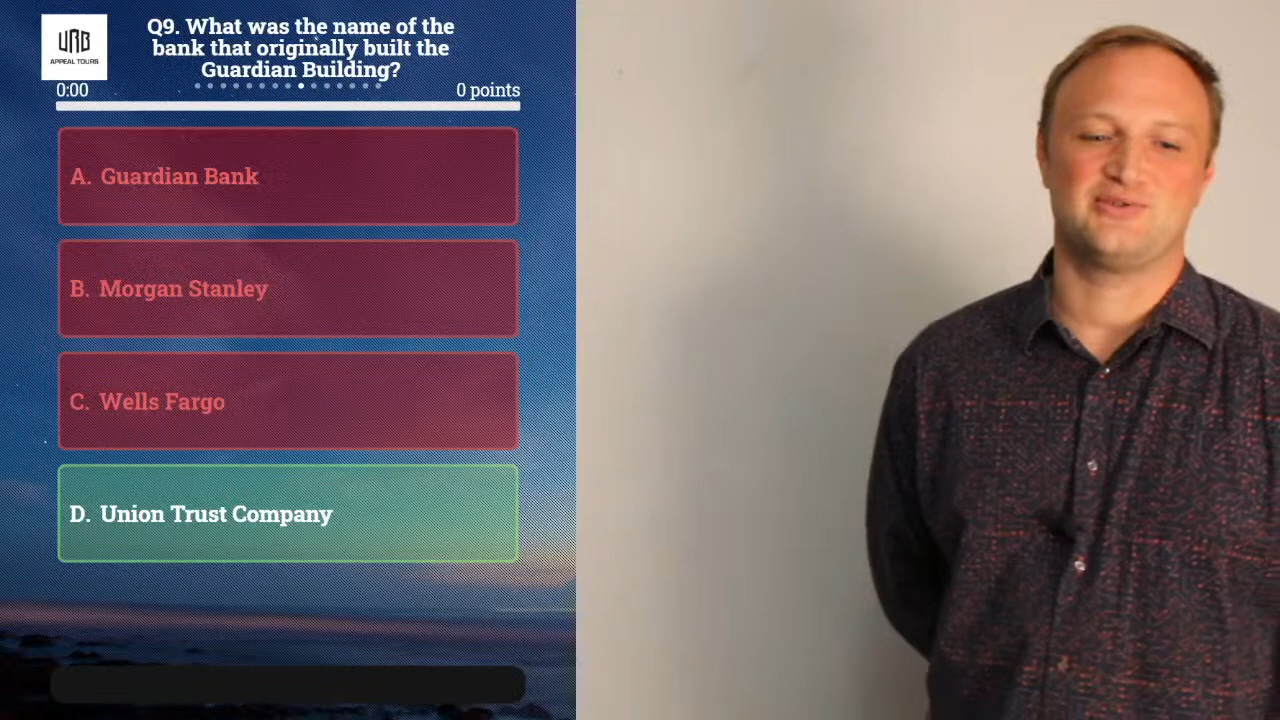 URB
APPEAL TOURS
Q9. What was the name of the
bank that originally built the
Guardian Building?
0:00
0 points
A. Guardian Bank
B. Morgan Stanley
C. Wells Fargo
D. Union Trust Company